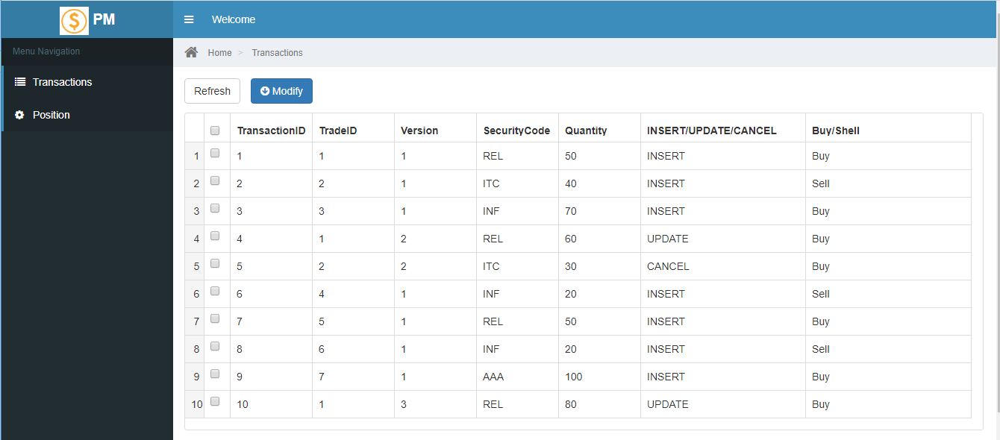 PM
Welcome
Menu Navigation
Home > Transactions
Transactions
Position
Refresh Modify
TransactionID TradeID Version SecurityCode Quantity INSERT/UPDATE/CANCEL Buy/Shell
1 1 1 1 REL 50 INSERT Buy
2 2 2 1 ITC 40 INSERT Sell
3 3 3 1 INF 70 INSERT Buy
4 4 1 2 REL 60 UPDATE Buy
5 5 2 2 ITC 30 CANCEL Buy
6 6 4 1 INF 20 INSERT Sell
7 7 5 1 REL 50 INSERT Buy
8 8 6 1 INF 20 INSERT Sell
9 9 7 1 AAA 100 INSERT Buy
10 10 1 3 REL 80 UPDATE Buy